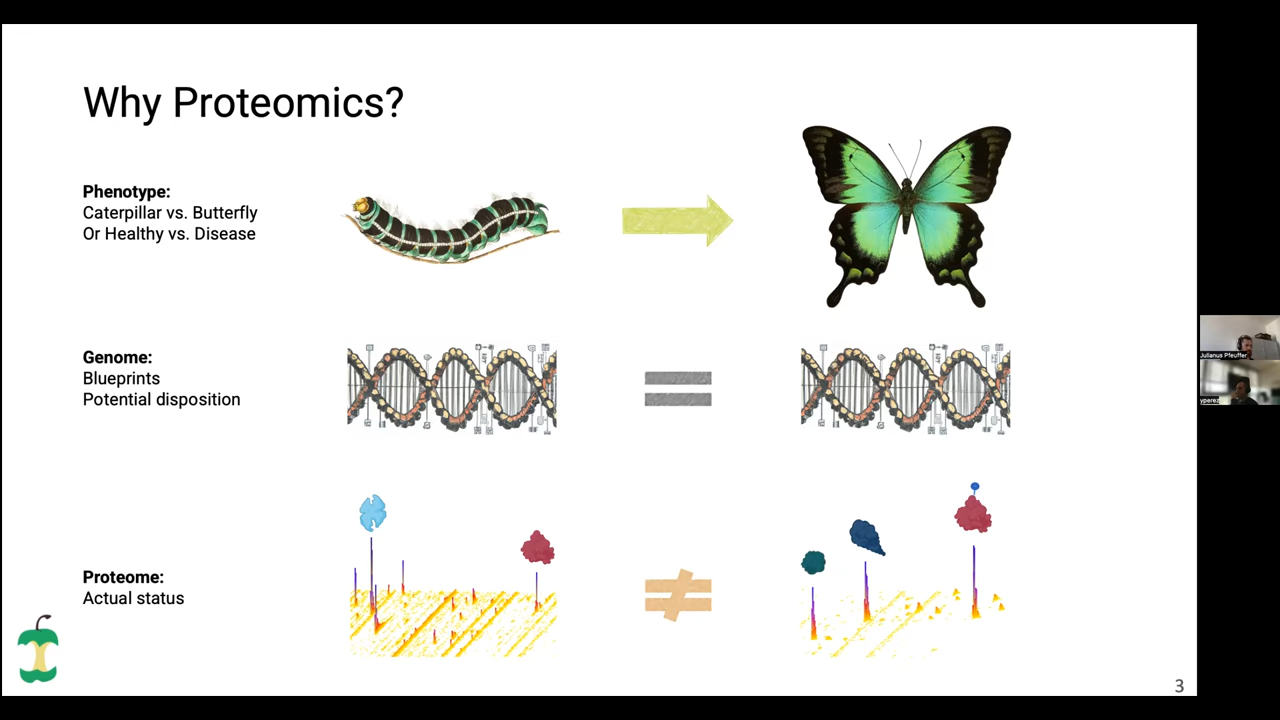 Why Proteomics?
Phenotype:
Caterpillar vs. Butterfly
Or Healthy vs. Disease
Genome:
Blueprints
Potential disposition
Proteome:
Actual status
3
Julianus Pfeuffer
yperez